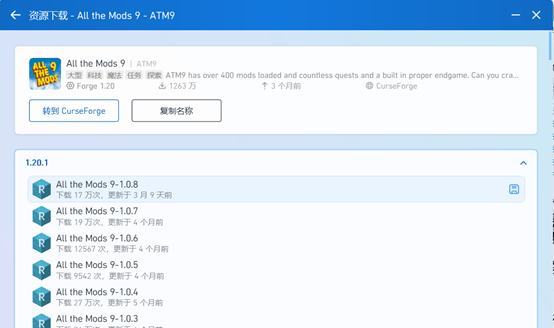 资源下载 - All the Mods 9 - ATM9
ALL THE MODS 9
All the Mods 9 | ATM9
大型 科技 魔法 任务 探索 ATM9 has over 400 mods loaded and countless quests and a built in proper endgame. Can you cra...
Forge 1.20 1263 万 3 个月前 CurseForge
转到 CurseForge 复制名称
1.20.1
R All the Mods 9-1.0.8
下载 17 万次，更新于 3 月 9 天前
R All the Mods 9-1.0.7
下载 19 万次，更新于 4 个月前
R All the Mods 9-1.0.6
下载 12567 次，更新于 4 个月前
R All the Mods 9-1.0.5
下载 9542 次，更新于 4 个月前
R All the Mods 9-1.0.4
下载 27 万次，更新于 5 个月前
R All the Mods 9-1.0.3